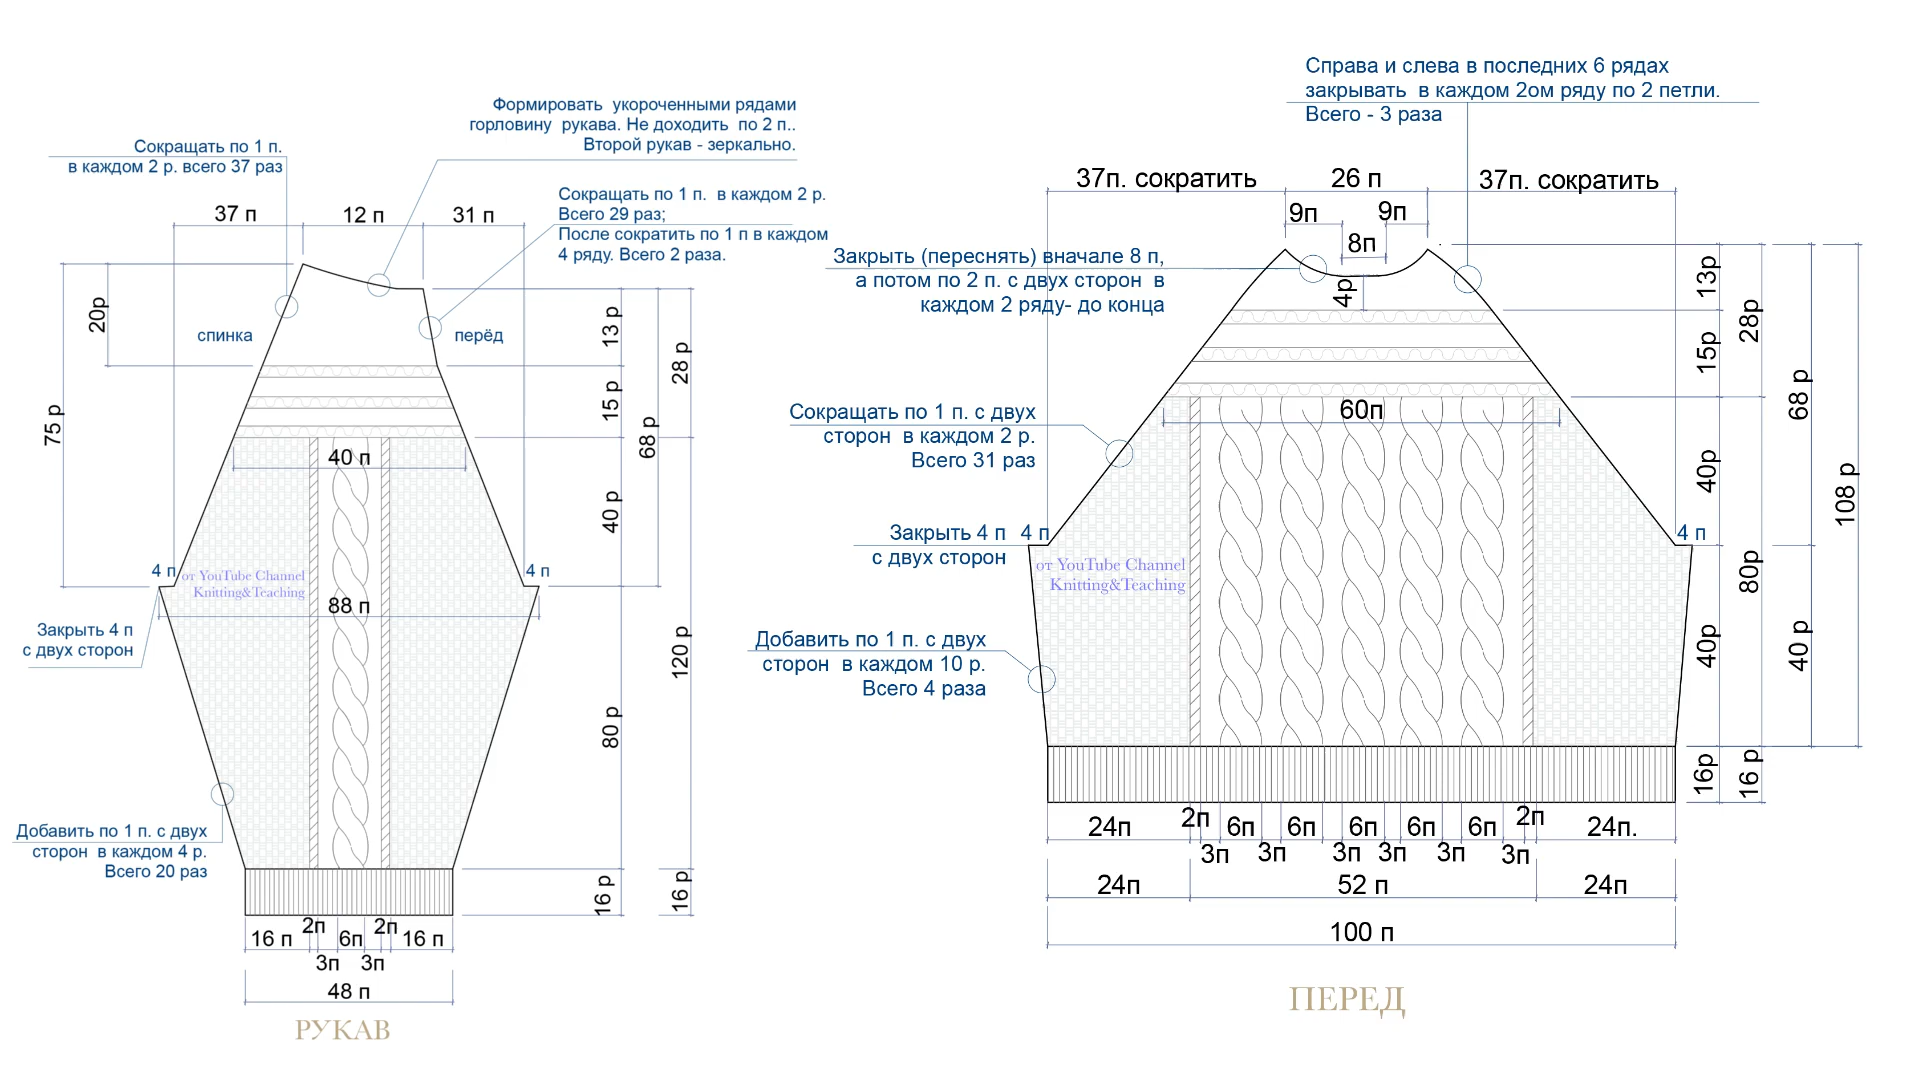 Формировать укороченными рядами
горловину рукава. Не доходить по 2 п..
Второй рукав - зеркально.
Сокращать по 1 п.
в каждом 2 р. всего 37 раз
Сокращать по 1 п. в каждом 2 р.
Всего 29 раз;
После сократить по 1 п в каждом
4 ряду. Всего 2 раза.
37 п
12 п
31 п
20р
спинка
перёд
13 р
28 р
75 р
15 р
68 р
40 п
40 р
4 п
4 п
от YouTube Channel
Knitting&Teaching
88 п
Закрыть 4 п
с двух сторон
120 р
80 р
Добавить по 1 п. с двух
сторон в каждом 4 р.
Всего 20 раз
16 р
16 р
16 п
2п
6п
2п
16 п
3п
3п
48 п
РУКАВ
Справа и слева в последних 6 рядах
закрывать в каждом 2ом ряду по 2 петли.
Всего - 3 раза
37п. сократить
26 п
37п. сократить
9п
9п
8п
Закрыть (переснять) вначале 8 п,
а потом по 2 п. с двух сторон в
каждом 2 ряду- до конца
4р
13р
28р
15р
68 р
Сокращать по 1 п. с двух
сторон в каждом 2 р.
Всего 31 раз
60п
40р
108 р
Закрыть 4 п
с двух сторон
4 п
4 п
от YouTube Channel
Knitting&Teaching
80р
Добавить по 1 п. с двух
сторон в каждом 10 р.
Всего 4 раза
40р
40 р
16р
16 р
24п
2п
6п
6п
6п
6п
6п
2п
24п.
3п
3п
3п
3п
3п
3п
24п
52 п
24п
100 п
ПЕРЕД